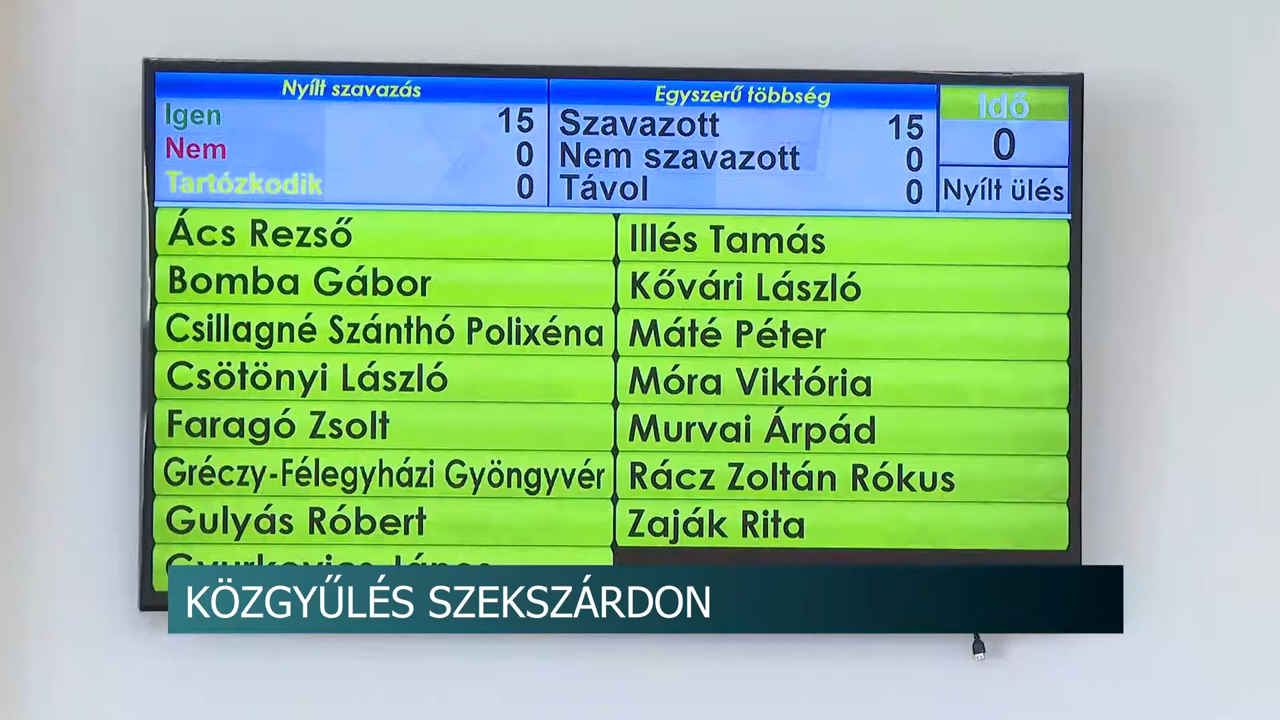 Nyílt szavazás
Igen 15
Nem 0
Tartózkodik 0
Egyszerű többség
Szavazott 15
Nem szavazott 0
Távol 0
Idő
0
Nyílt ülés
Ács Rezső
Bomba Gábor
Csillagné Szánthó Polixéna
Csötönyi László
Faragó Zsolt
Gréczy-Félegyházi Gyöngyvér
Gulyás Róbert
Gyurkovics János
Illés Tamás
Kővári László
Máté Péter
Móra Viktória
Murvai Árpád
Rácz Zoltán Rókus
Zaják Rita
KÖZGYŰLÉS SZEKSZÁRDON